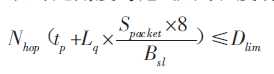 N_hop (t_p + L_q × S_packet × 8 / B_sl) ≤ D_lim